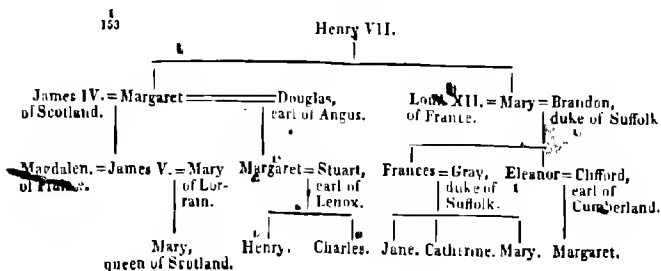 153
Henry VII.
James IV. = Margaret = Douglas, Louis XII. = Mary = Brandon,
of Scotland. earl of Angus. of France. duke of Suffolk
Magdalen, = James V. = Mary Margaret = Stuart, Frances = Gray, Eleanor = Clifford,
of France. of Lor- earl of duke of earl of
rain. Lenox. Suffolk. Cumberland.
Mary, Henry. Charles. Jane. Catherine. Mary. Margaret.
queen of Scotland.